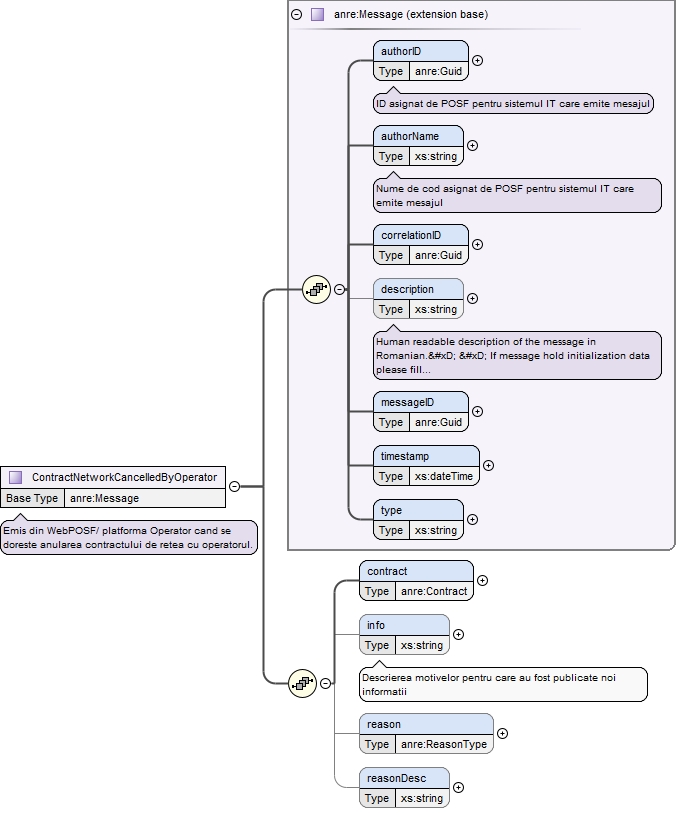 anre:Message (extension base)
authorID
Type anre:Guid
ID asignat de POSF pentru sistemul IT care emite mesajul
authorName
Type xs:string
Nume de cod asignat de POSF pentru sistemul IT care
emite mesajul
correlationID
Type anre:Guid
description
Type xs:string
Human readable description of the message in
Romanian.&#xD; &#xD; If message hold initialization data
please fill...
messageID
Type anre:Guid
timestamp
Type xs:dateTime
type
Type xs:string
ContractNetworkCancelledByOperator
Base Type anre:Message
Emis din WebPOSF/ platforma Operator cand se
doreste anularea contractului de retea cu operatorul.
contract
Type anre:Contract
info
Type xs:string
Descrierea motivelor pentru care au fost publicate noi
informatii
reason
Type anre:ReasonType
reasonDesc
Type xs:string